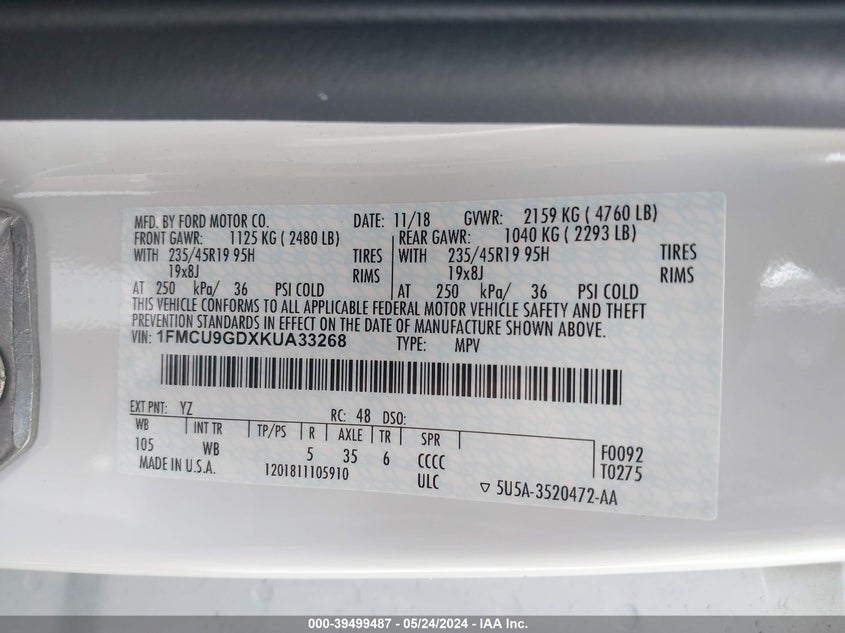 MFD. BY FORD MOTOR CO. DATE: 11/18 GVWR: 2159 KG ( 4760 LB)
FRONT GAWR: 1125 KG ( 2480 LB) REAR GAWR: 1040 KG ( 2293 LB)
WITH 235/45R19 95H TIRES WITH 235/45R19 95H TIRES
19x8J RIMS 19x8J RIMS
AT 250 kPa/ 36 PSI COLD AT 250 kPa/ 36 PSI COLD
THIS VEHICLE CONFORMS TO ALL APPLICABLE FEDERAL MOTOR VEHICLE SAFETY AND THEFT
PREVENTION STANDARDS IN EFFECT ON THE DATE OF MANUFACTURE SHOWN ABOVE.
VIN: 1FMCU9GDXKUA33268 TYPE: MPV
EXT PNT: YZ RC: 48 DSO:
WB INT TR TP/PS R AXLE TR SPR F0092
105 WB 5 35 6 CCCC T0275
MADE IN U.S.A. 1201811105910 ULC ▽ 5U5A-3520472-AA
000-39499487 - 05/24/2024 - IAA Inc.